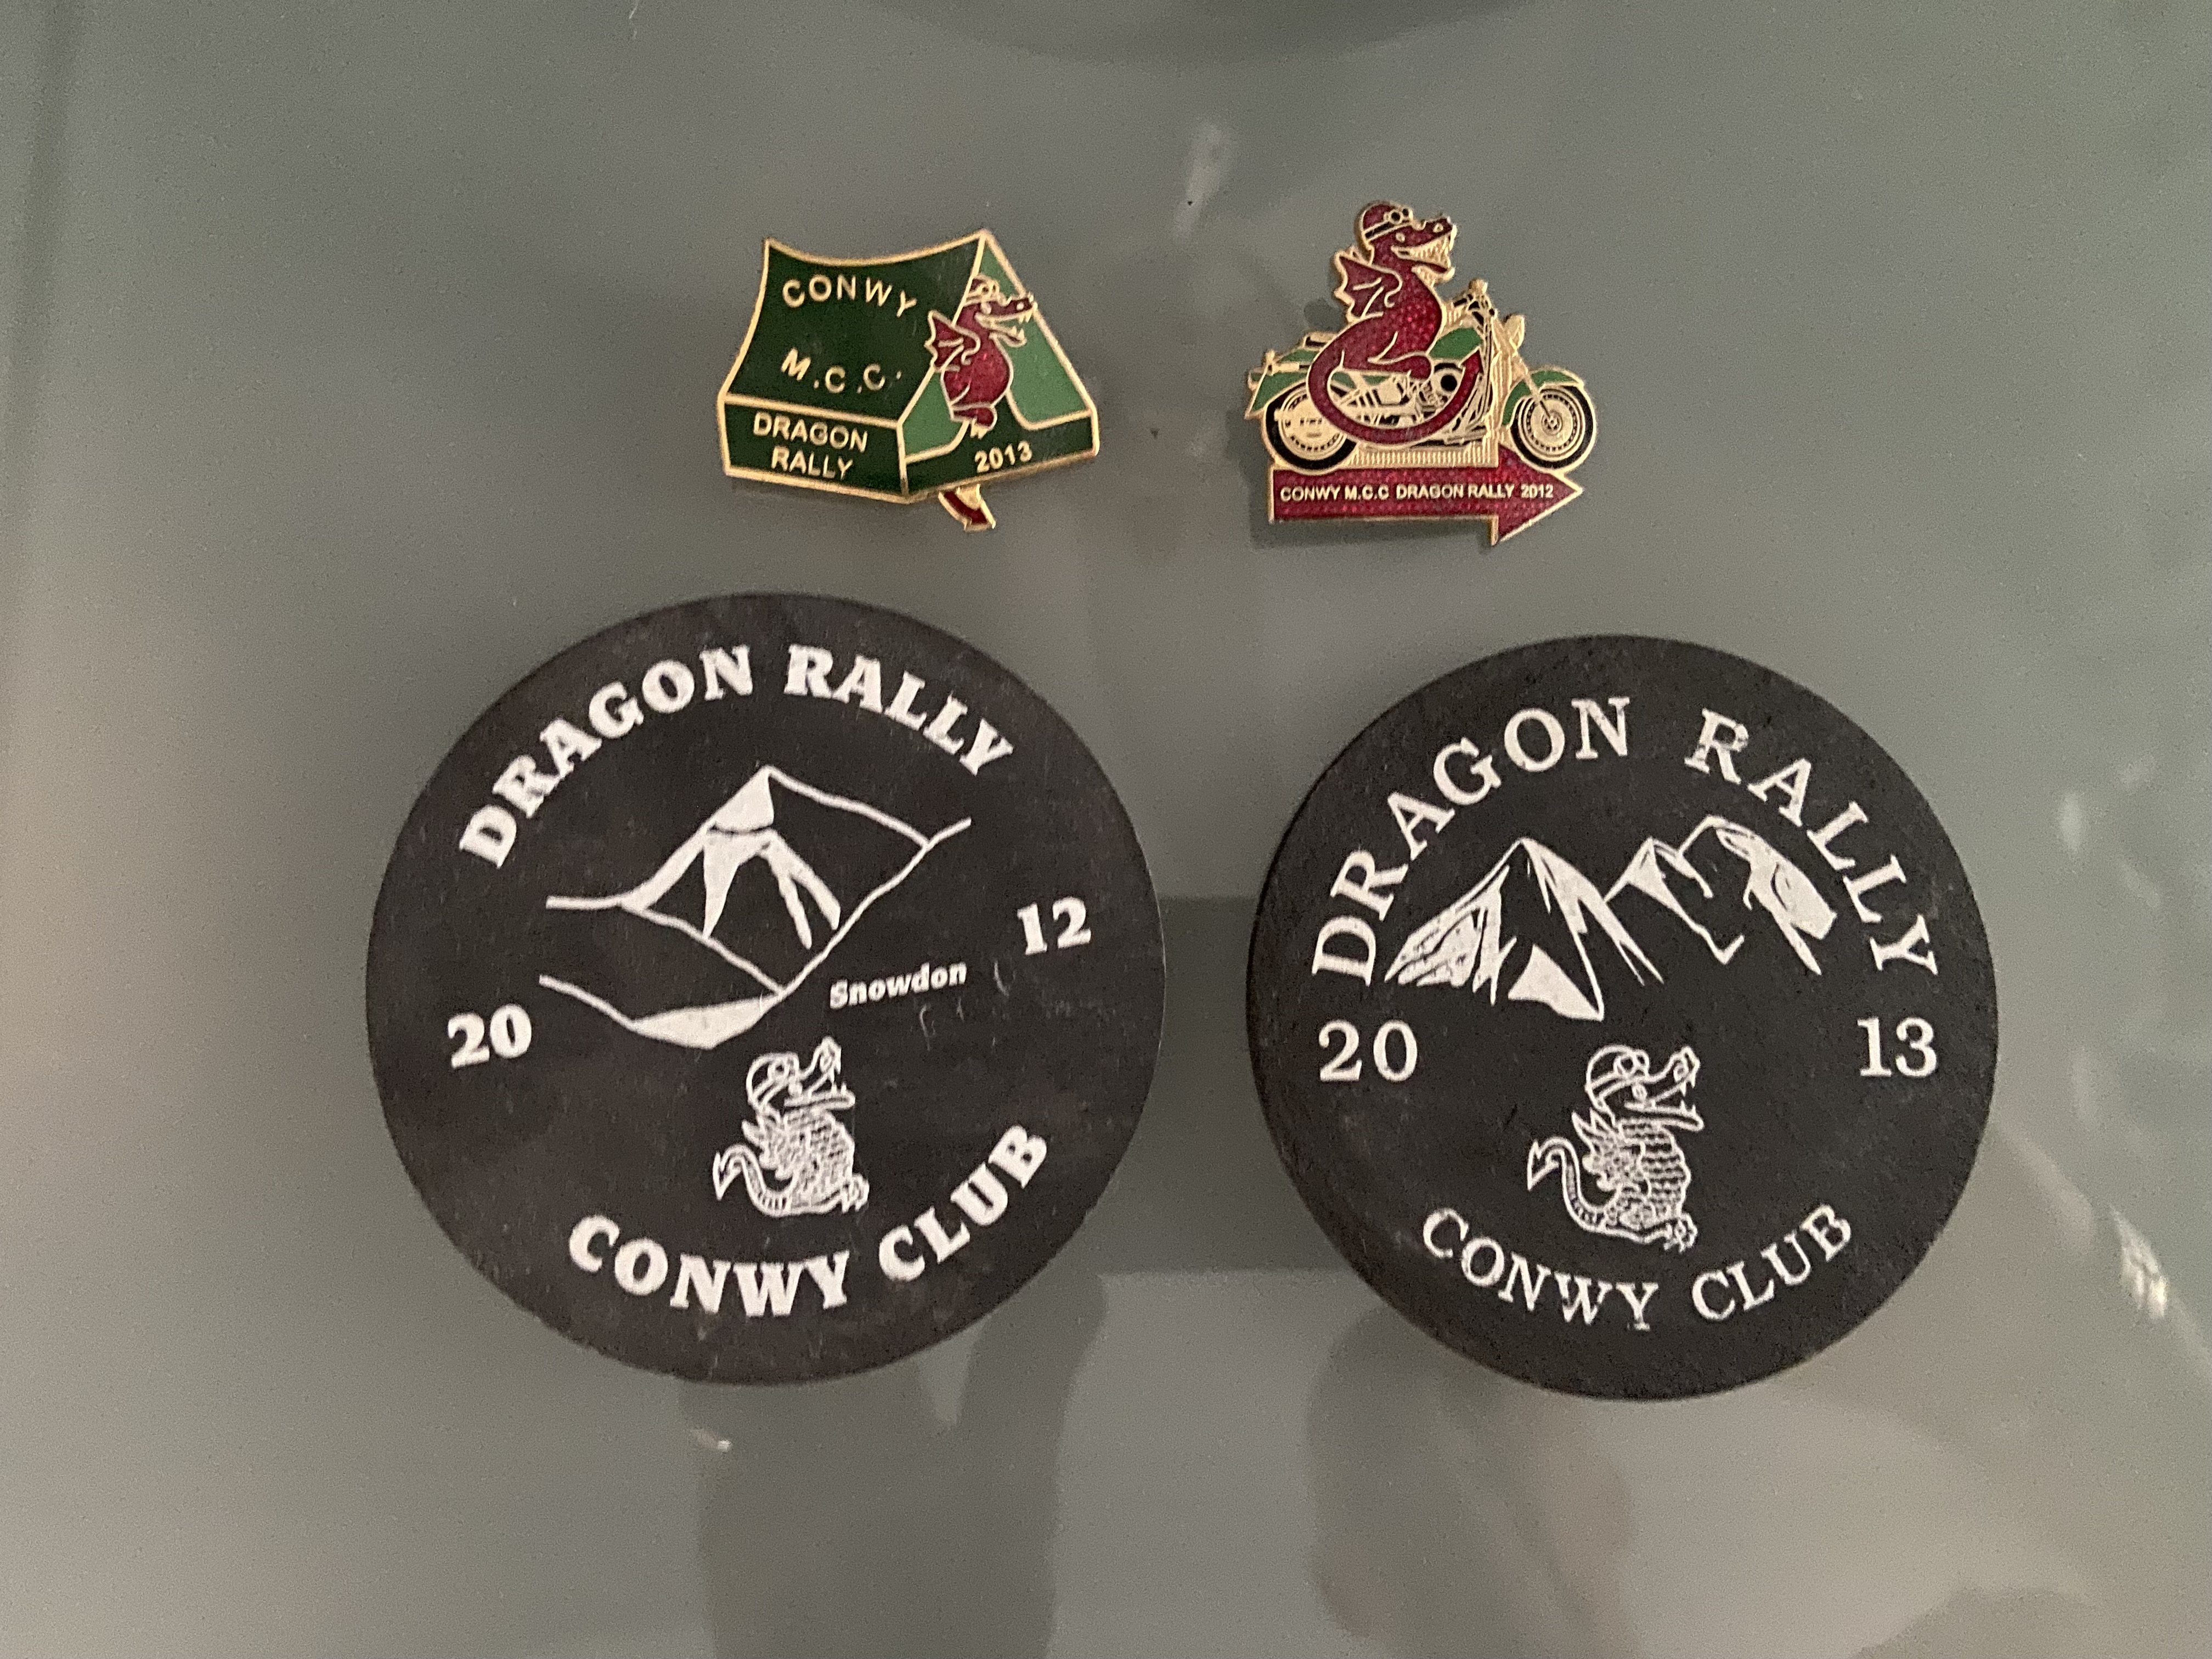 CONWY
M.C.C.
DRAGON
RALLY
2013
CONWY M.C.C DRAGON RALLY 2012
DRAGON RALLY
Snowdon
20 12
CONWY CLUB
DRAGON RALLY
20 13
CONWY CLUB